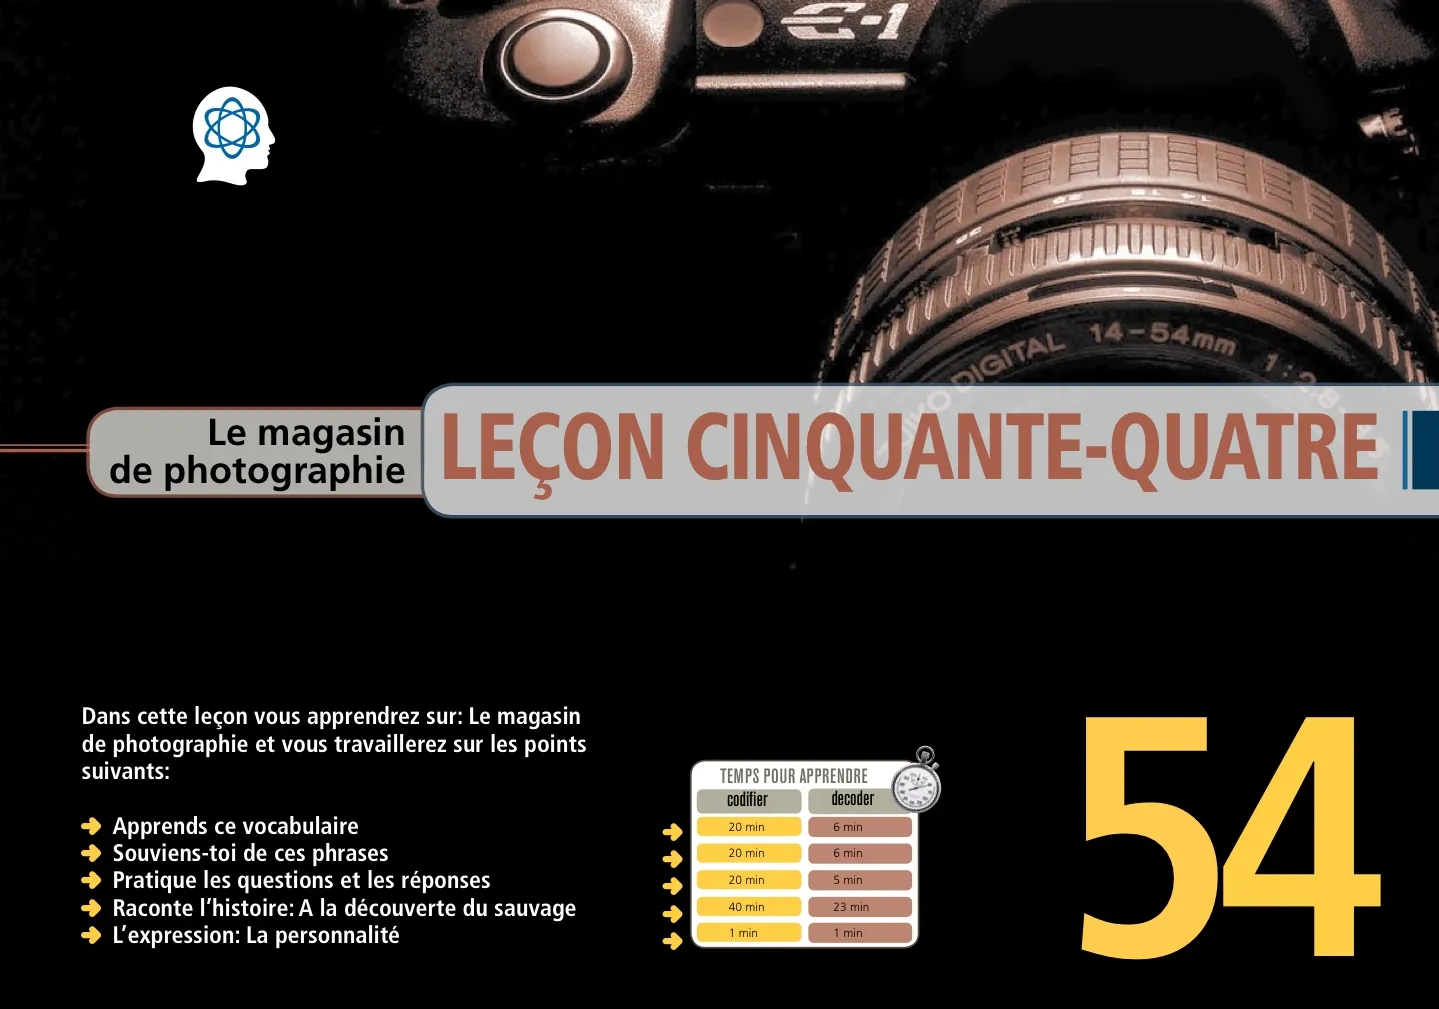 E-1
35 25 18 14
DIGITAL 14-54mm 1:2.8-
Le magasin
de photographie
LEÇON CINQUANTE-QUATRE
Dans cette leçon vous apprendrez sur: Le magasin
de photographie et vous travaillerez sur les points
suivants:
Apprends ce vocabulaire
Souviens-toi de ces phrases
Pratique les questions et les réponses
Raconte l’histoire: A la découverte du sauvage
L’expression: La personnalité
TEMPS POUR APPRENDRE
codifier decoder
20 min 6 min
20 min 6 min
20 min 5 min
40 min 23 min
1 min 1 min
54